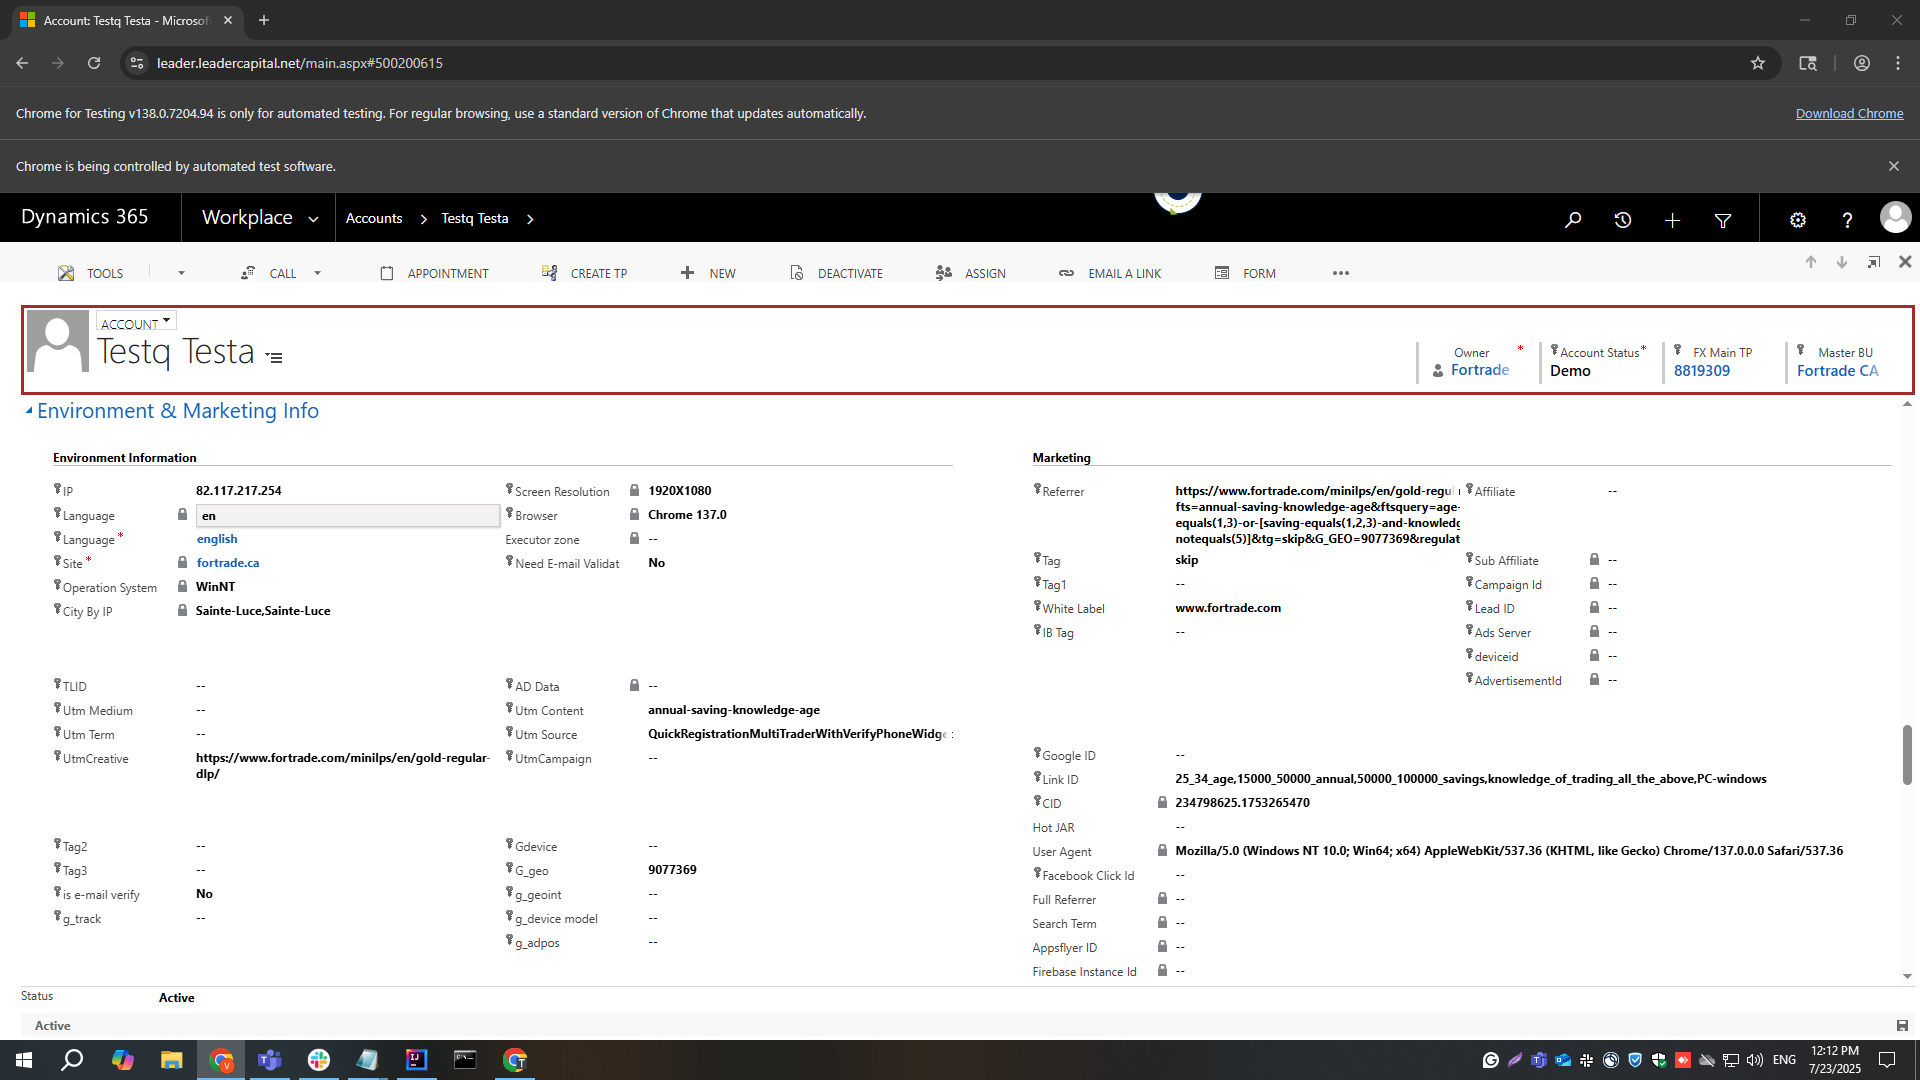 Account: Testq Testa - Microsof
leader.leadercapital.net/main.aspx#500200615
Chrome for Testing v138.0.7204.94 is only for automated testing. For regular browsing, use a standard version of Chrome that updates automatically.
Download Chrome
Chrome is being controlled by automated test software.
Dynamics 365
Workplace
Accounts
Testq Testa
TOOLS
CALL
APPOINTMENT
CREATE TP
NEW
DEACTIVATE
ASSIGN
EMAIL A LINK
FORM
ACCOUNT
Testq Testa
Owner *
Fortrade
Account Status*
Demo
FX Main TP
8819309
Master BU
Fortrade CA
Environment & Marketing Info
Environment Information
IP 82.117.217.254
Language en
Language* english
Site* fortrade.ca
Operation System WinNT
City By IP Sainte-Luce,Sainte-Luce
Screen Resolution 1920X1080
Browser Chrome 137.0
Executor zone --
Need E-mail Validat No
TLID --
Utm Medium --
Utm Term --
UtmCreative https://www.fortrade.com/minilps/en/gold-regular-
dlp/
AD Data --
Utm Content annual-saving-knowledge-age
Utm Source QuickRegistrationMultiTraderWithVerifyPhoneWidge
UtmCampaign --
Tag2 --
Tag3 --
is e-mail verify No
g_track --
Gdevice --
G_geo 9077369
g_geoint --
g_device model --
g_adpos --
Marketing
Referrer https://www.fortrade.com/minilps/en/gold-regul
fts=annual-saving-knowledge-age&ftsquery=age-
equals(1,3)-or-[saving-equals(1,2,3)-and-knowledg
notequals(5)]&tg=skip&G_GEO=9077369&regulat
Tag skip
Tag1 --
White Label www.fortrade.com
IB Tag --
Affiliate --
Sub Affiliate --
Campaign Id --
Lead ID --
Ads Server --
deviceid --
AdvertisementId --
Google ID --
Link ID 25_34_age,15000_50000_annual,50000_100000_savings,knowledge_of_trading_all_the_above,PC-windows
CID 234798625.1753265470
Hot JAR --
User Agent Mozilla/5.0 (Windows NT 10.0; Win64; x64) AppleWebKit/537.36 (KHTML, like Gecko) Chrome/137.0.0.0 Safari/537.36
Facebook Click Id --
Full Referrer --
Search Term --
Appsflyer ID --
Firebase Instance Id --
Status Active
Active
ENG
12:12 PM
7/23/2025